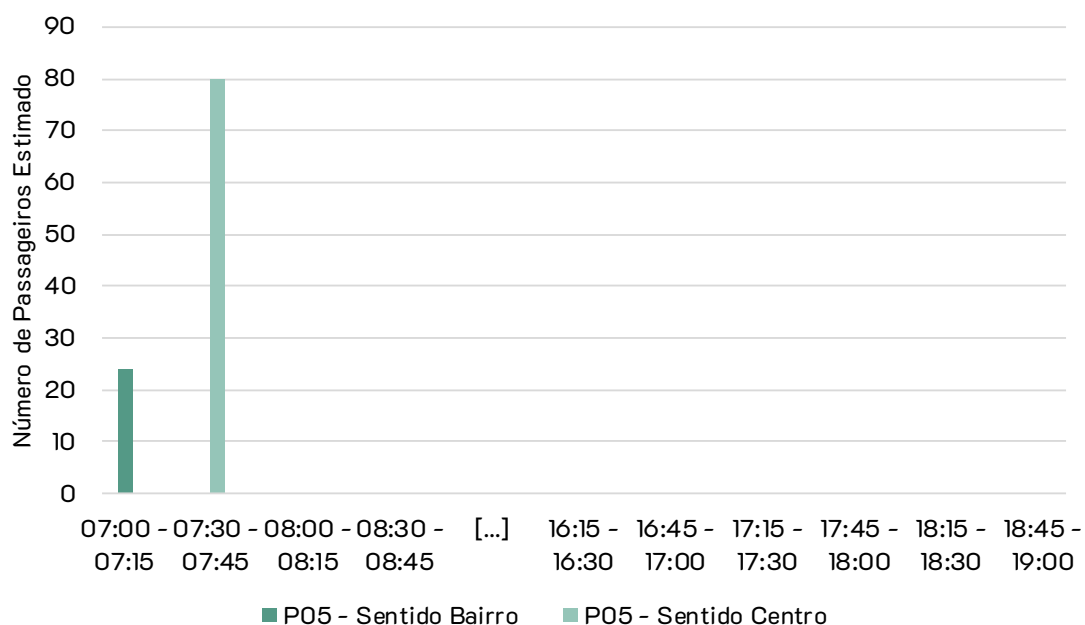 90
80
70
60
50
40
30
20
10
0
Número de Passageiros Estimado
07:00 - 07:30 - 08:00 - 08:30 - [...] 16:15 - 16:45 - 17:15 - 17:45 - 18:15 - 18:45 -
07:15 07:45 08:15 08:45 16:30 17:00 17:30 18:00 18:30 19:00
P05 - Sentido Bairro P05 - Sentido Centro